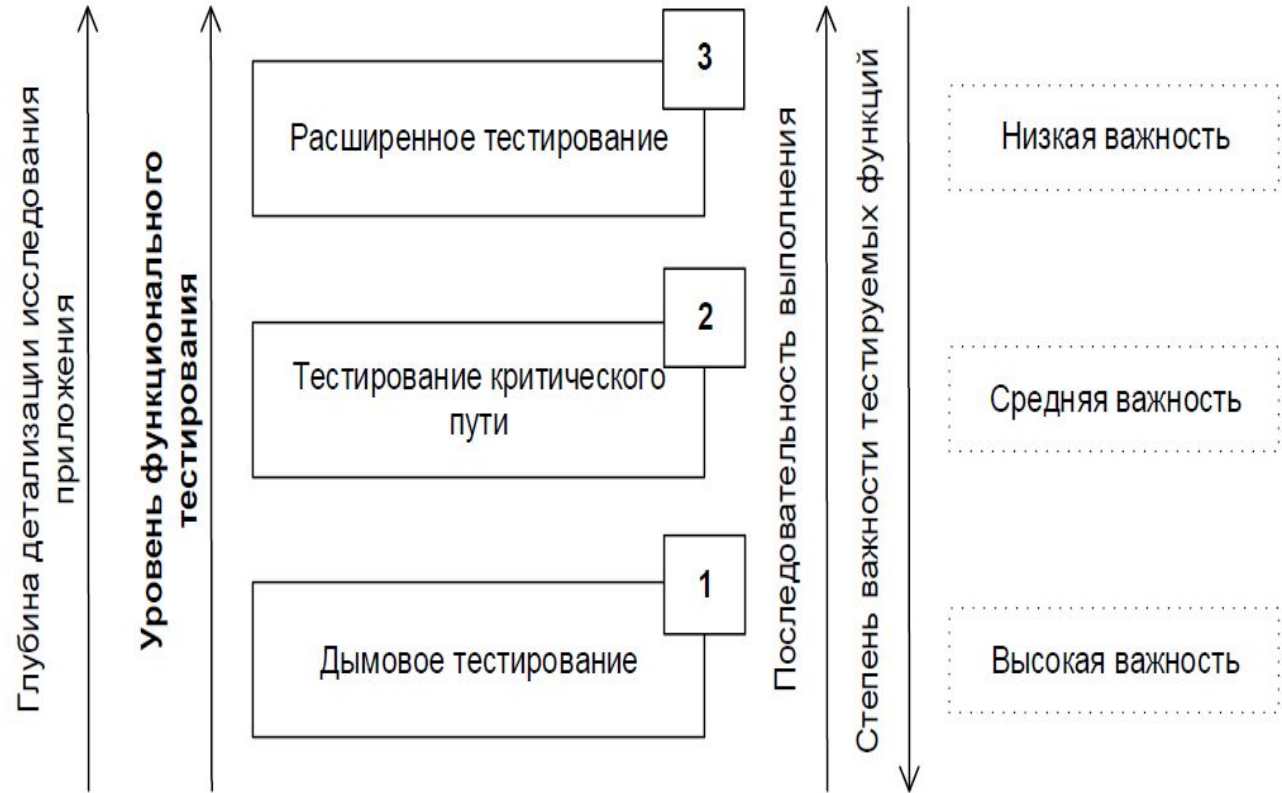 Глубина детализации исследования
приложения
Уровень функционального
тестирования
3
Расширенное тестирование
2
Тестирование критического
пути
1
Дымовое тестирование
Последовательность выполнения
Степень важности тестируемых функций
Низкая важность
Средняя важность
Высокая важность